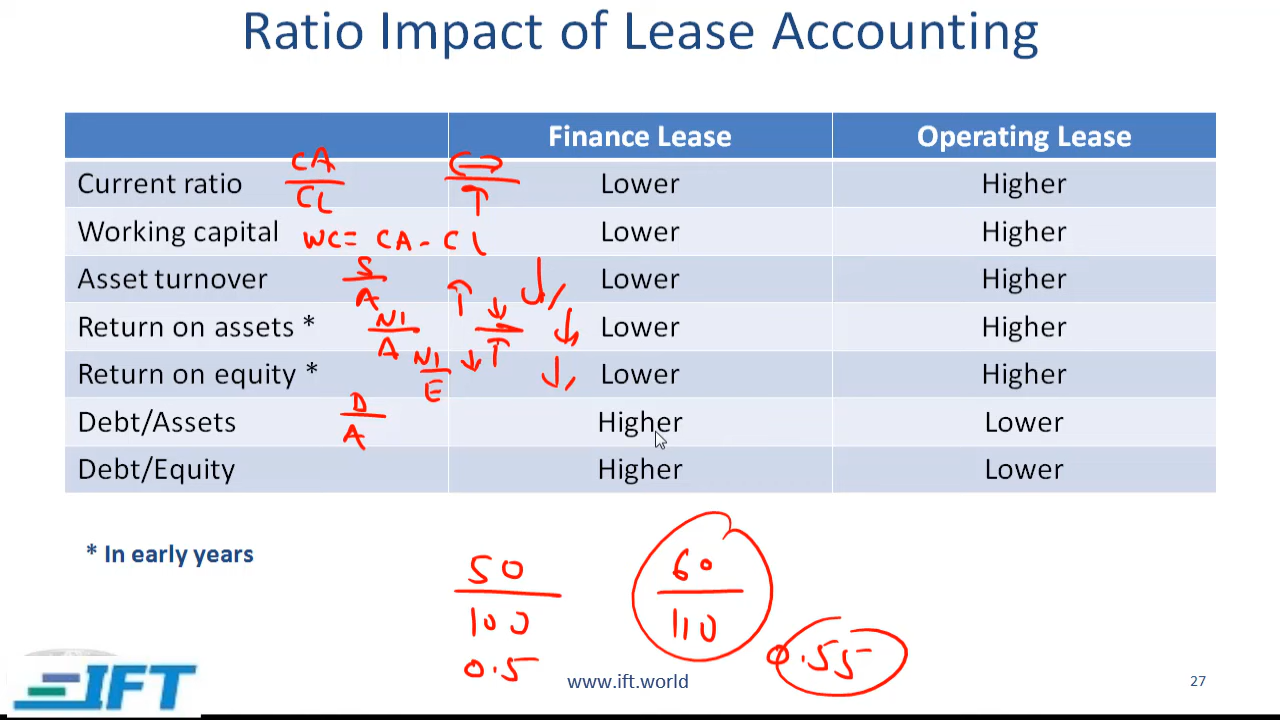 Ratio Impact of Lease Accounting
Finance Lease Operating Lease
Current ratio CA/CL Lower Higher
Working capital WC = CA - CL Lower Higher
Asset turnover S/A Lower Higher
Return on assets * NI/A Lower Higher
Return on equity * NI/E Lower Higher
Debt/Assets D/A Higher Lower
Debt/Equity Higher Lower
* In early years
50 60
100 110
0.5 0.55
IFT
www.ift.world
27